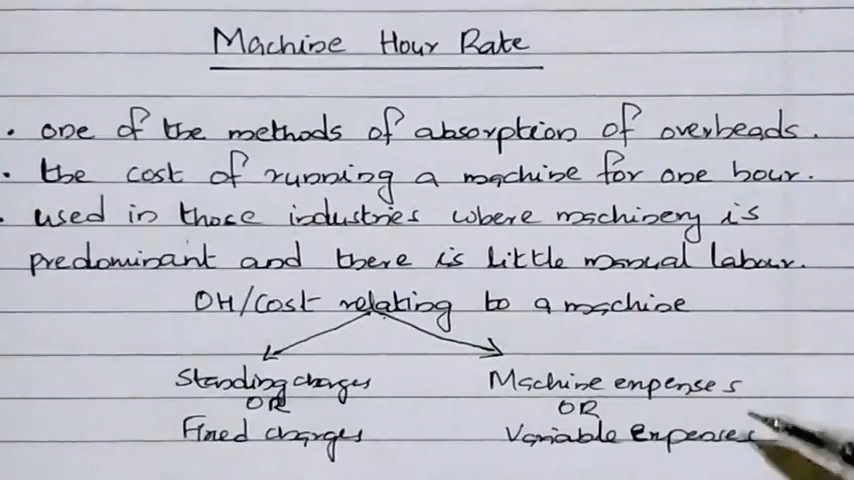 Machine Hour Rate
. one of the methods of absorption of overheads.
. the cost of running a machine for one hour.
. used in those industries where machinery is
predominant and there is little manual labour.
OH/Cost relating to a machine
Standing charges Machine expenses
OR OR
Fixed charges Variable expenses